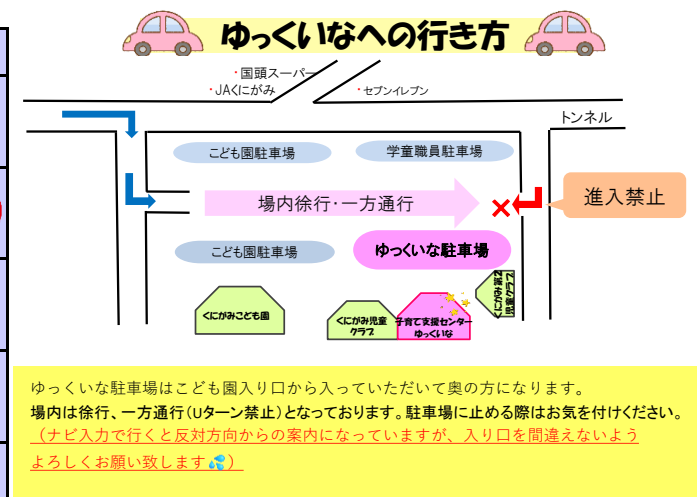 ゆっくいなへの行き方
・国頭スーパー
・JAくにがみ
・セブンイレブン
トンネル
こども園駐車場
学童職員駐車場
場内徐行・一方通行
進入禁止
こども園駐車場
ゆっくいな駐車場
くにがみこども園
くにがみ児童
クラブ
子育て支援センター
ゆっくいな
くにがみ第2
児童クラブ
ゆっくいな駐車場はこども園入り口から入っていただいて奥の方になります。
場内は徐行、一方通行(Uターン禁止)となっております。駐車場に止める際はお気を付けください。
(ナビ入力で行くと反対方向からの案内になっていますが、入り口を間違えないよう
よろしくお願い致します💦)